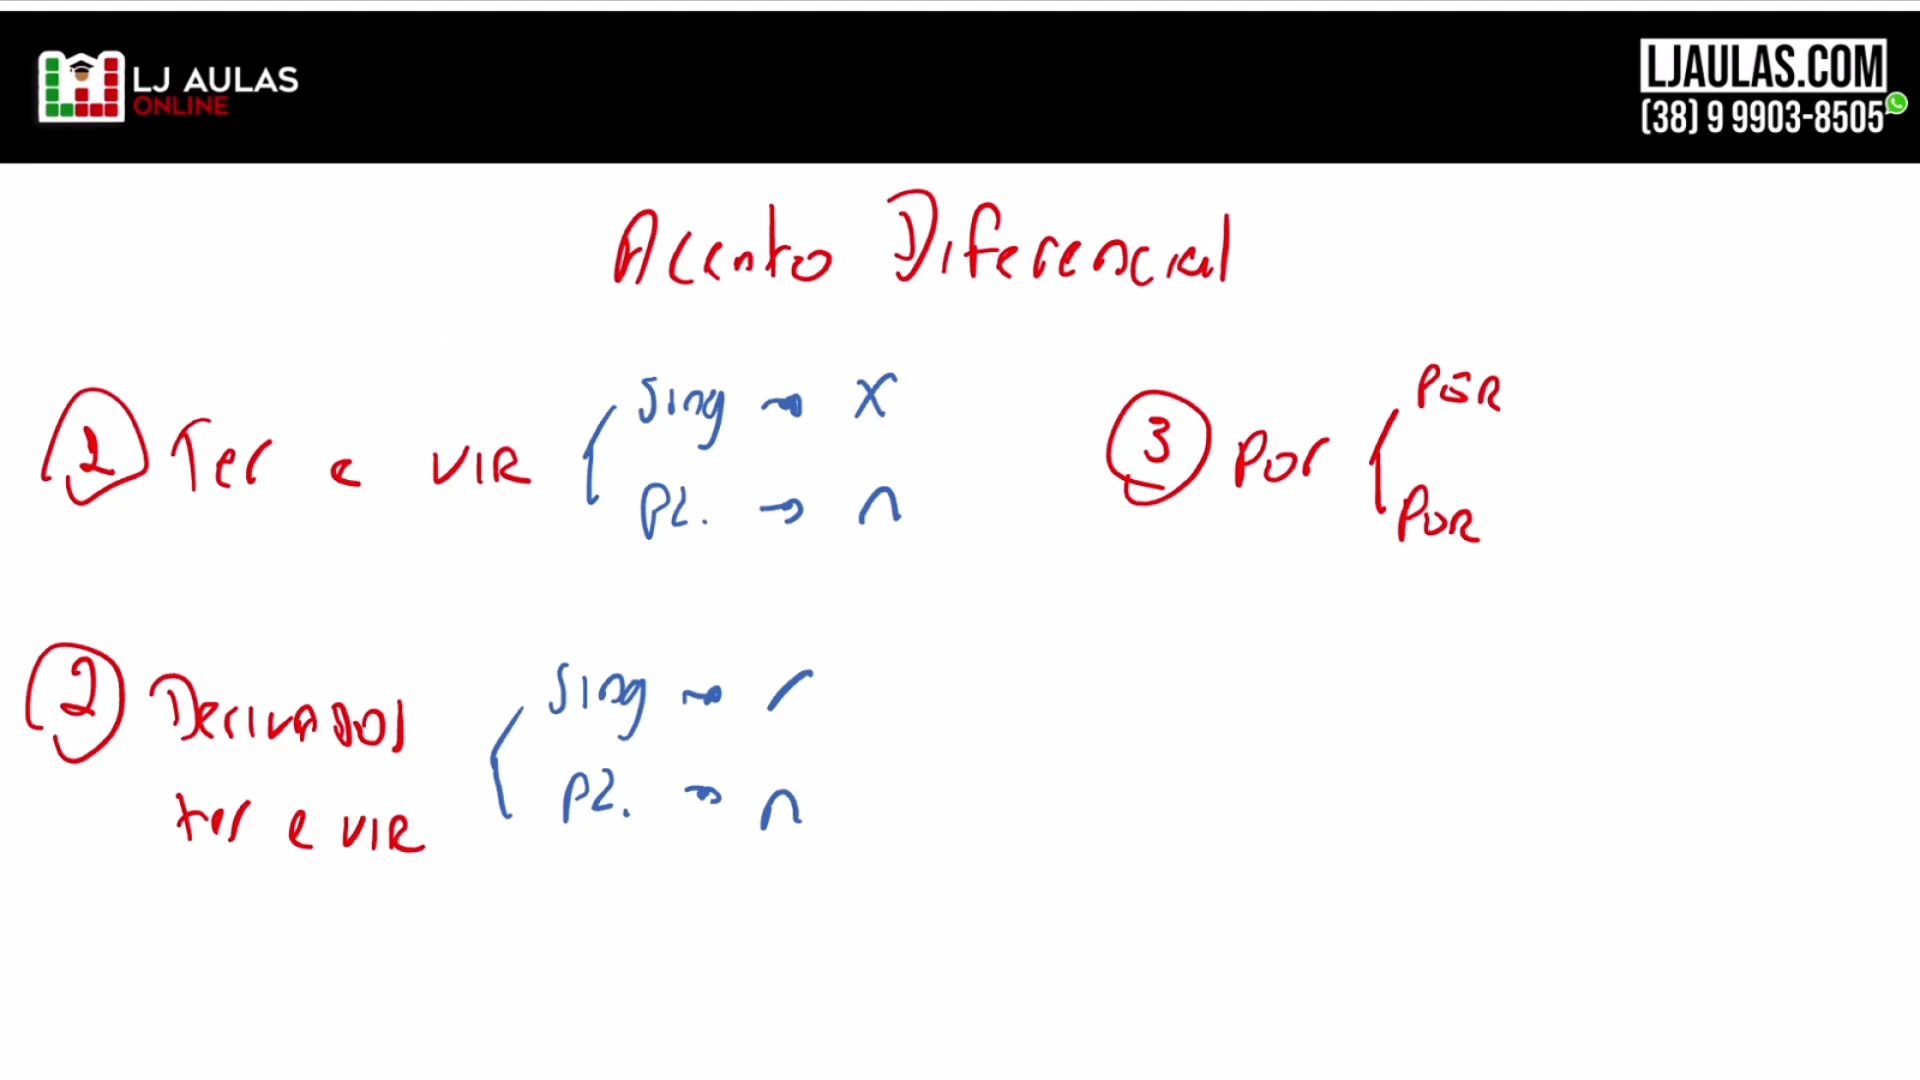 LJ AULAS
ONLINE
LJAULAS.COM
(38) 9 9903-8505
Acento Diferencial
1 Ter e VIR
Sing → X
PL. → ^
3 Por
PÔR
POR
2 DerivADOS
ter e VIR
Sing → ´
PL. → ^